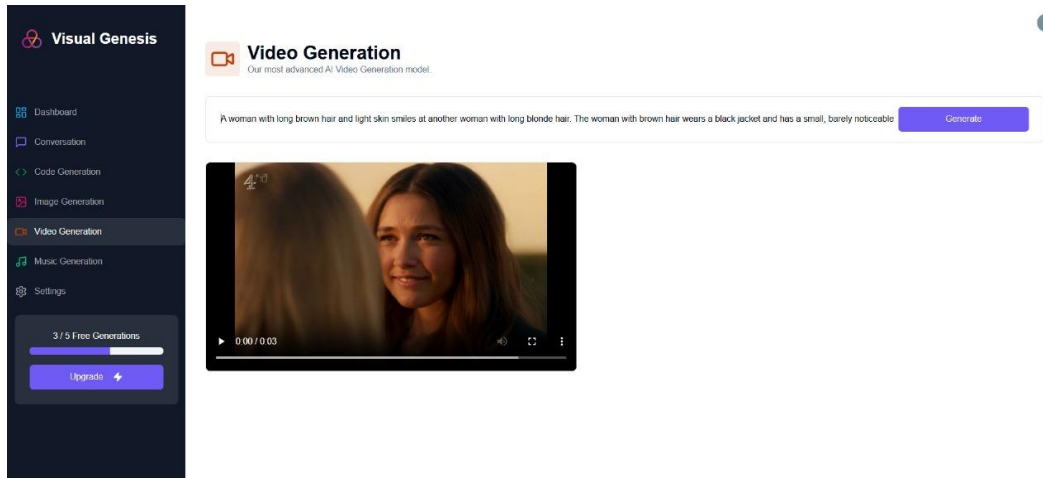 Visual Genesis
Dashboard
Conversation
Code Generation
Image Generation
Video Generation
Music Generation
Settings
3 / 5 Free Generations
Upgrade
Video Generation
Our most advanced AI Video Generation model.
A woman with long brown hair and light skin smiles at another woman with long blonde hair. The woman with brown hair wears a black jacket and has a small, barely noticeable
Generate
4
0:00 / 0:03